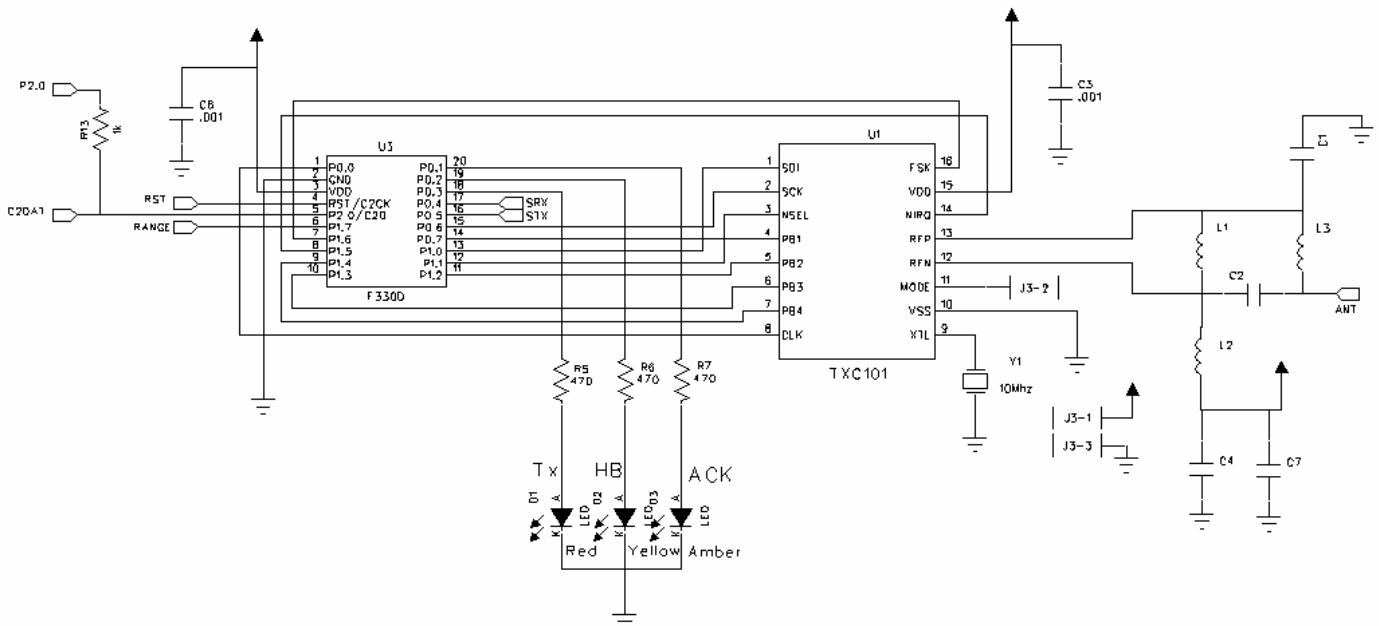 P2.0
R13
1k
C2DAT
C6
.001
RST
RANGE
U3
1 P0.0 P0.1 20
2 GND P0.2 19
3 VDD P0.3 18
4 RST/C2CK P0.4 17
5 P2.0/C2D P0.5 16
6 P1.7 P0.6 15
7 P1.6 P0.7 14
8 P1.5 P1.0 13
9 P1.4 P1.1 12
10 P1.3 P1.2 11
F330D
SRX
STX
U1
1 SDI FSK 16
2 SCK VDD 15
3 NSEL NIRQ 14
4 PB1 RFP 13
5 PB2 RFN 12
6 PB3 MODE 11
7 PB4 VSS 10
8 CLK XTL 9
TXC101
C3
.001
C1
L1
L3
C2
ANT
L2
J3-2
Y1
10Mhz
J3-1
J3-3
C4
C7
R5
470
R6
470
R7
470
Tx
HB
ACK
D1
A
K
LED
D2
A
K
LED
D3
A
K
LED
Red
Yellow
Amber